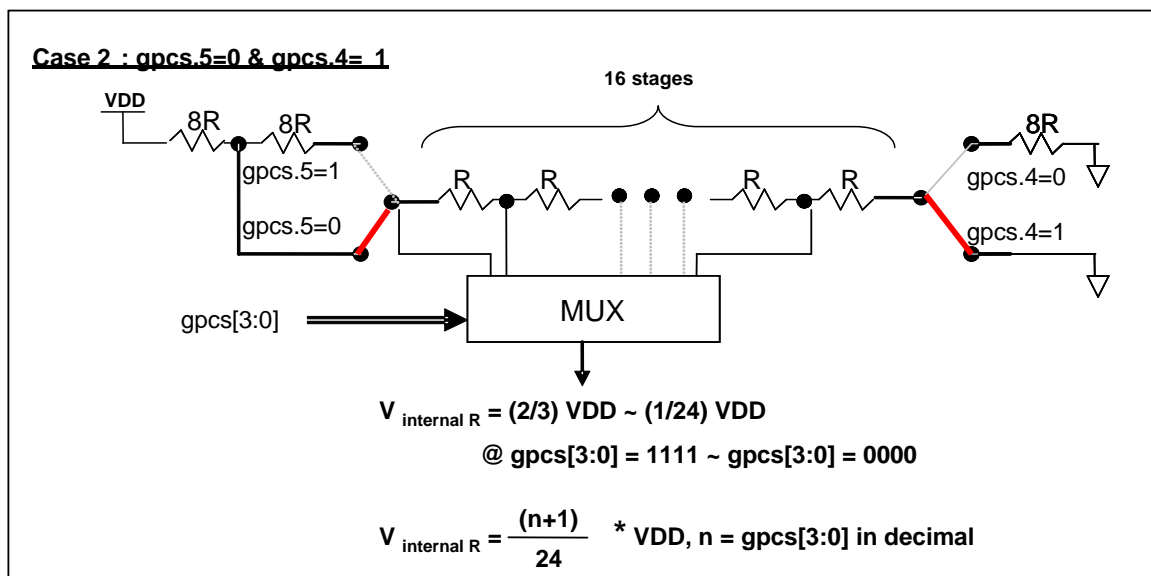 Case 2 : gpcs.5=0 & gpcs.4= 1
16 stages
VDD
8R 8R 8R
gpcs.5=1 R R R R gpcs.4=0
gpcs.5=0 gpcs.4=1
gpcs[3:0] MUX
V internal R = (2/3) VDD ~ (1/24) VDD
@ gpcs[3:0] = 1111 ~ gpcs[3:0] = 0000
(n+1)
V internal R = * VDD, n = gpcs[3:0] in decimal
24